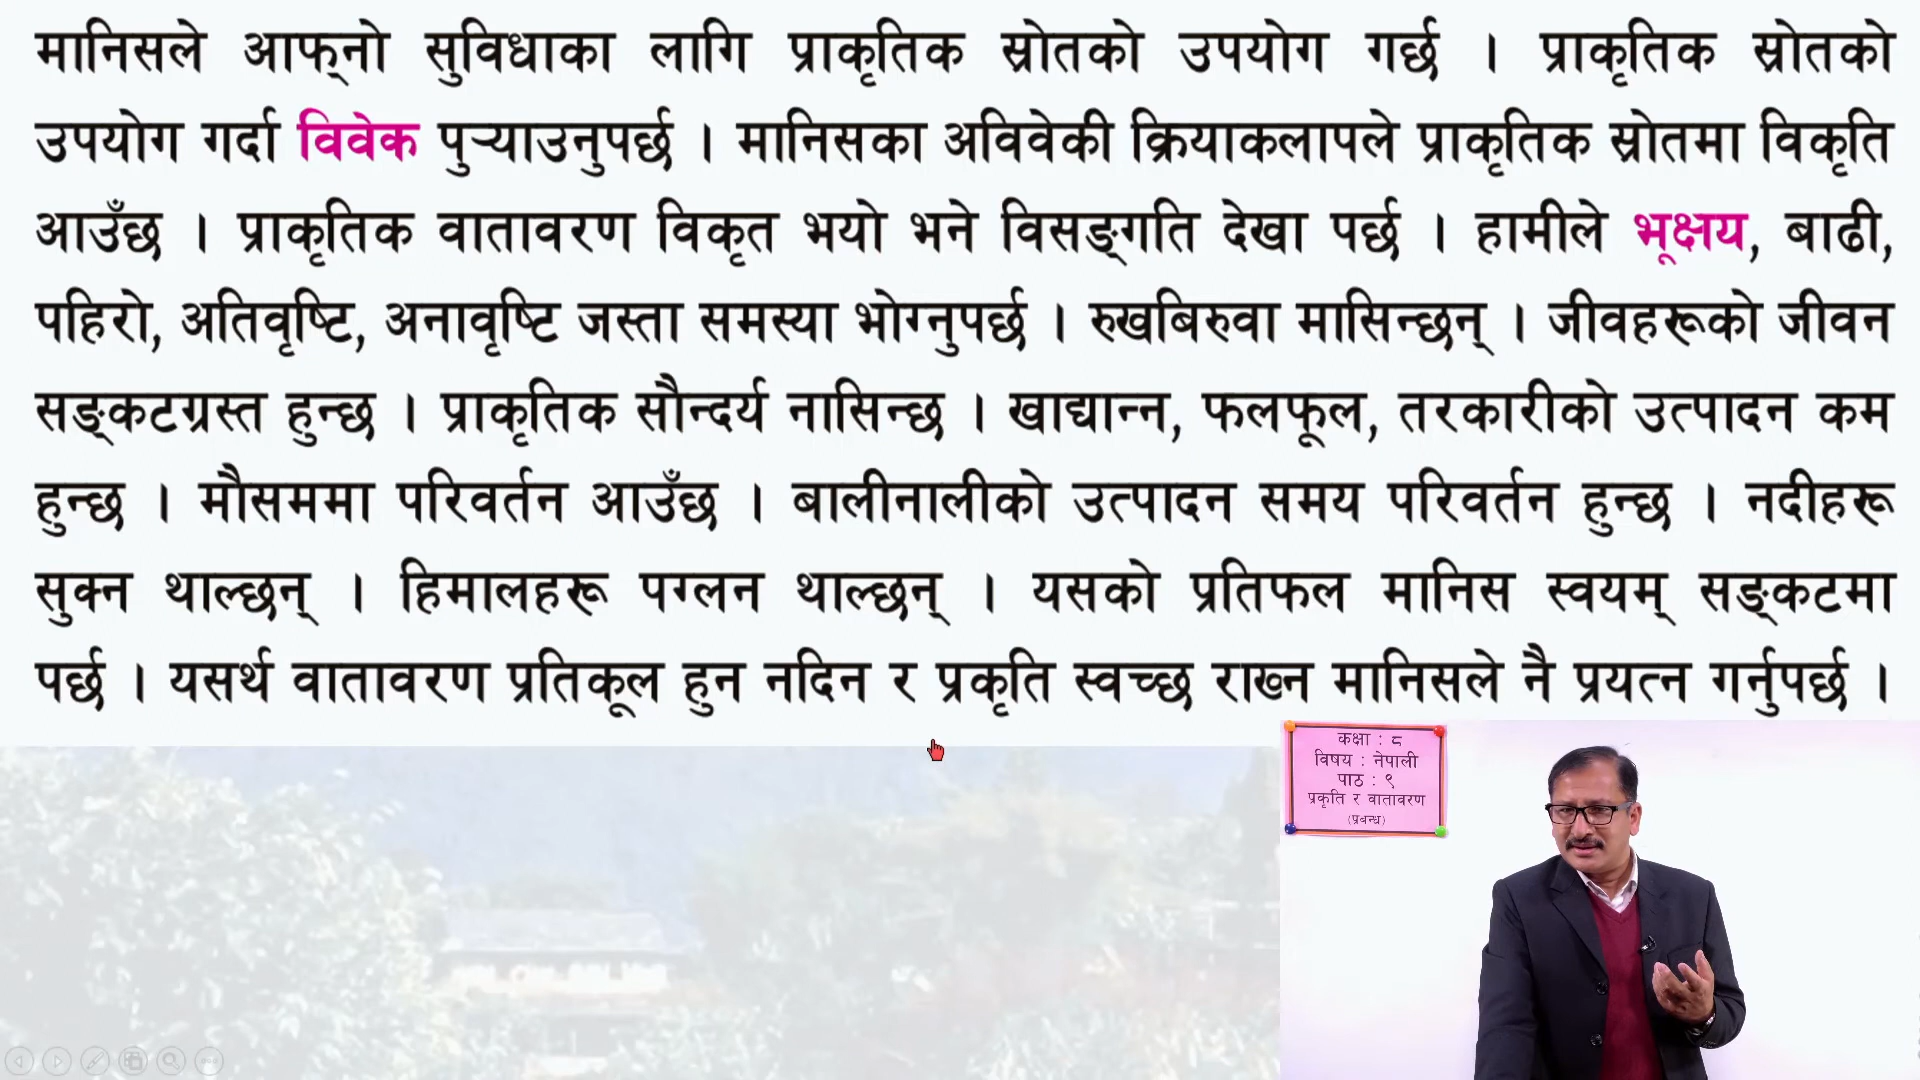 मानिसले आफ्‌नो सुविधाका लागि प्राकृतिक स्रोतको उपयोग गर्छ । प्राकृतिक स्रोतको
उपयोग गर्दा विवेक पुऱ्याउनुपर्छ । मानिसका अविवेकी क्रियाकलापले प्राकृतिक स्रोतमा विकृति
आउँछ । प्राकृतिक वातावरण विकृत भयो भने विसङ्गति देखा पर्छ । हामीले भूक्षय, बाढी,
पहिरो, अतिवृष्टि, अनावृष्टि जस्ता समस्या भोग्नुपर्छ । रुखबिरुवा मासिन्छन् । जीवहरूको जीवन
सङ्कटग्रस्त हुन्छ । प्राकृतिक सौन्दर्य नासिन्छ । खाद्यान्न, फलफूल, तरकारीको उत्पादन कम
हुन्छ । मौसममा परिवर्तन आउँछ । बालीनालीको उत्पादन समय परिवर्तन हुन्छ । नदीहरू
सुक्न थाल्छन् । हिमालहरू पग्लन थाल्छन् । यसको प्रतिफल मानिस स्वयम् सङ्कटमा
पर्छ । यसर्थ वातावरण प्रतिकूल हुन नदिन र प्रकृति स्वच्छ राख्न मानिसले नै प्रयत्न गर्नुपर्छ ।
कक्षा : ८
विषय : नेपाली
पाठ : ९
प्रकृति र वातावरण
(प्रबन्ध)